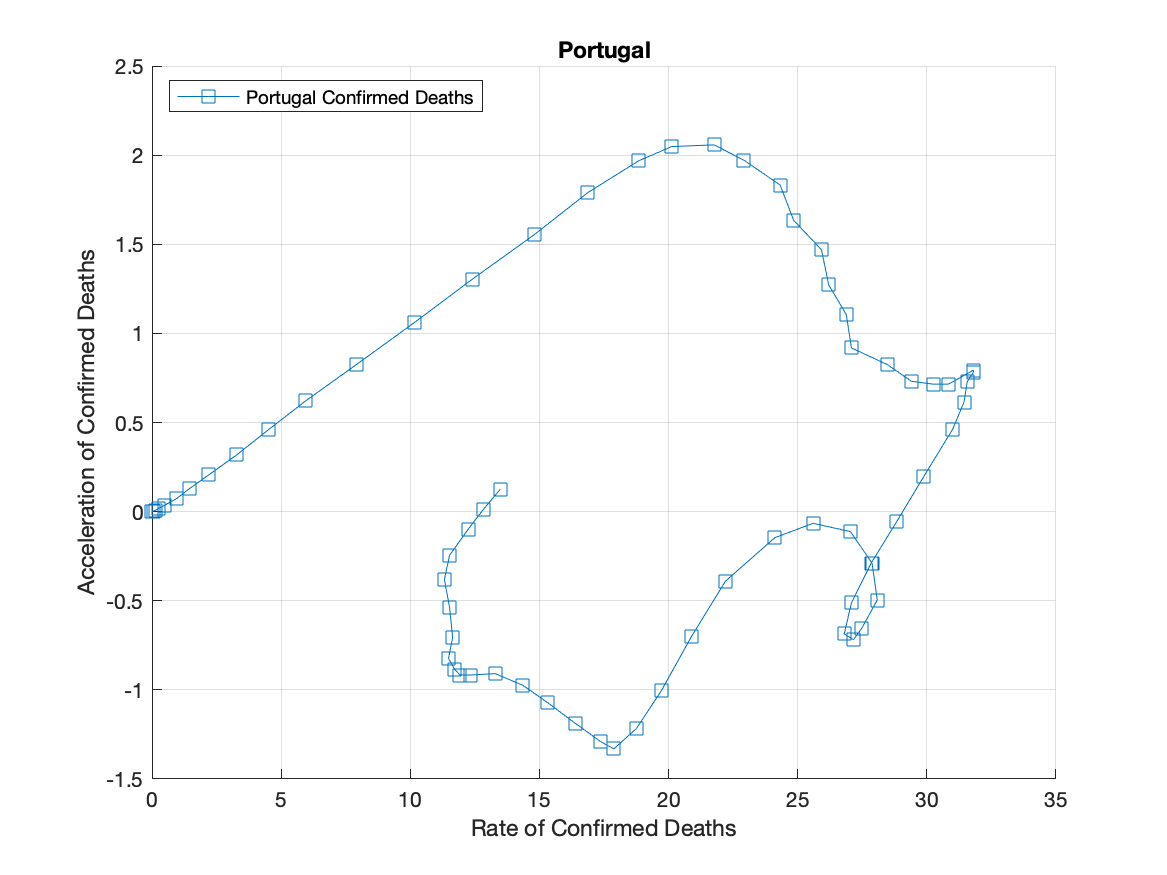 Portugal
Portugal Confirmed Deaths
2.5
2
1.5
1
0.5
0
-0.5
-1
-1.5
Acceleration of Confirmed Deaths
0 5 10 15 20 25 30 35
Rate of Confirmed Deaths